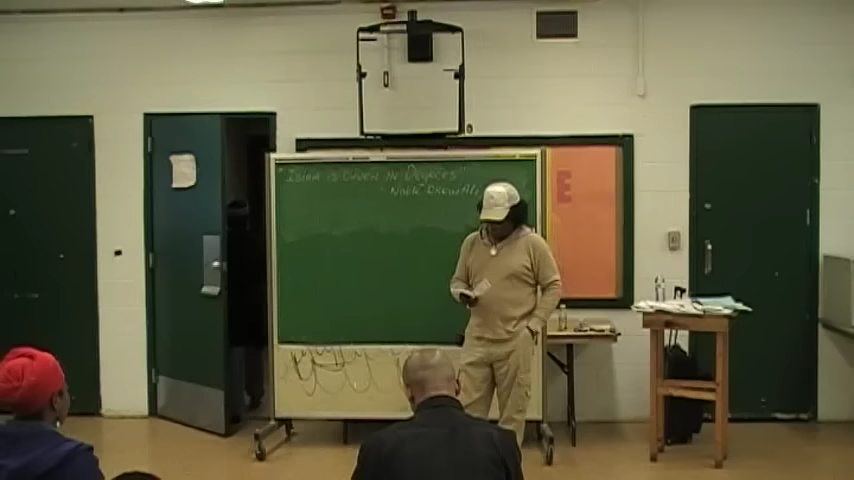 "ISLAM IS GIVEN IN DEGREES"
- NOBLE DREW ALI
E